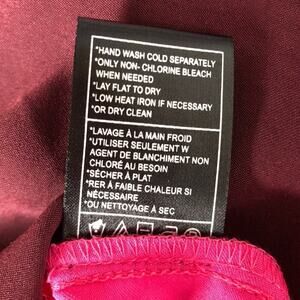 *HAND WASH COLD SEPARATELY
*ONLY NON- CHLORINE BLEACH
WHEN NEEDED
*LAY FLAT TO DRY
*LOW HEAT IRON IF NECESSARY
*OR DRY CLEAN
*LAVAGE À LA MAIN FROID
*UTILISER SEULEMENT W
AGENT DE BLANCHIMENT NON
CHLORÉ AU BESOIN
*SÉCHER À PLAT
*RER A FAIBLE CHALEUR SI
NÉCESSAIRE
*OU NETTOYAGE À SEC